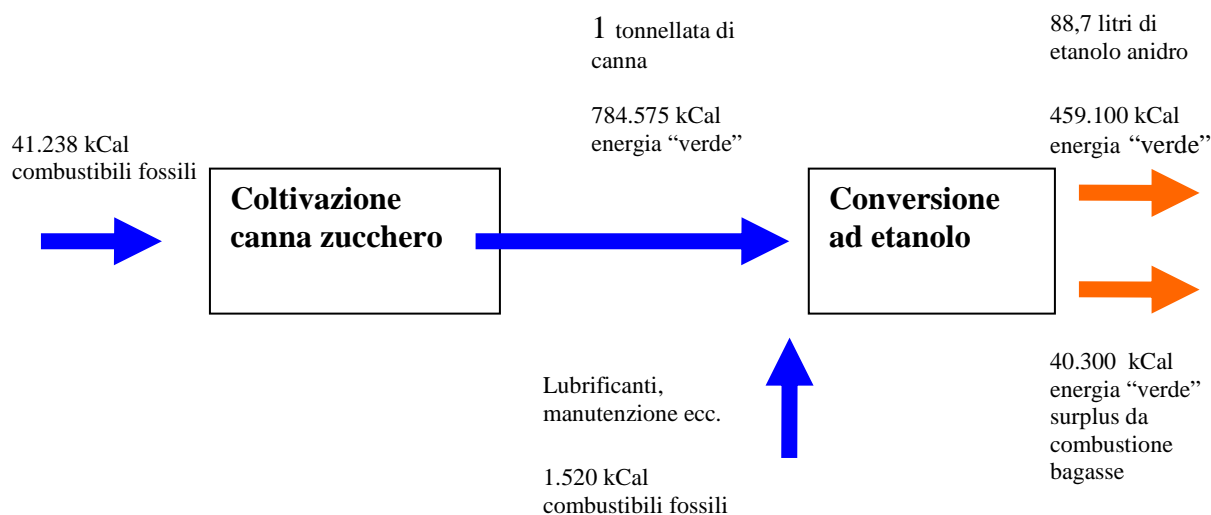 41.238 kCal
combustibili fossili
Coltivazione
canna zucchero
1 tonnellata di
canna
784.575 kCal
energia “verde”
Lubrificanti,
manutenzione ecc.
1.520 kCal
combustibili fossili
Conversione
ad etanolo
88,7 litri di
etanolo anidro
459.100 kCal
energia “verde”
40.300 kCal
energia “verde”
surplus da
combustione
bagasse